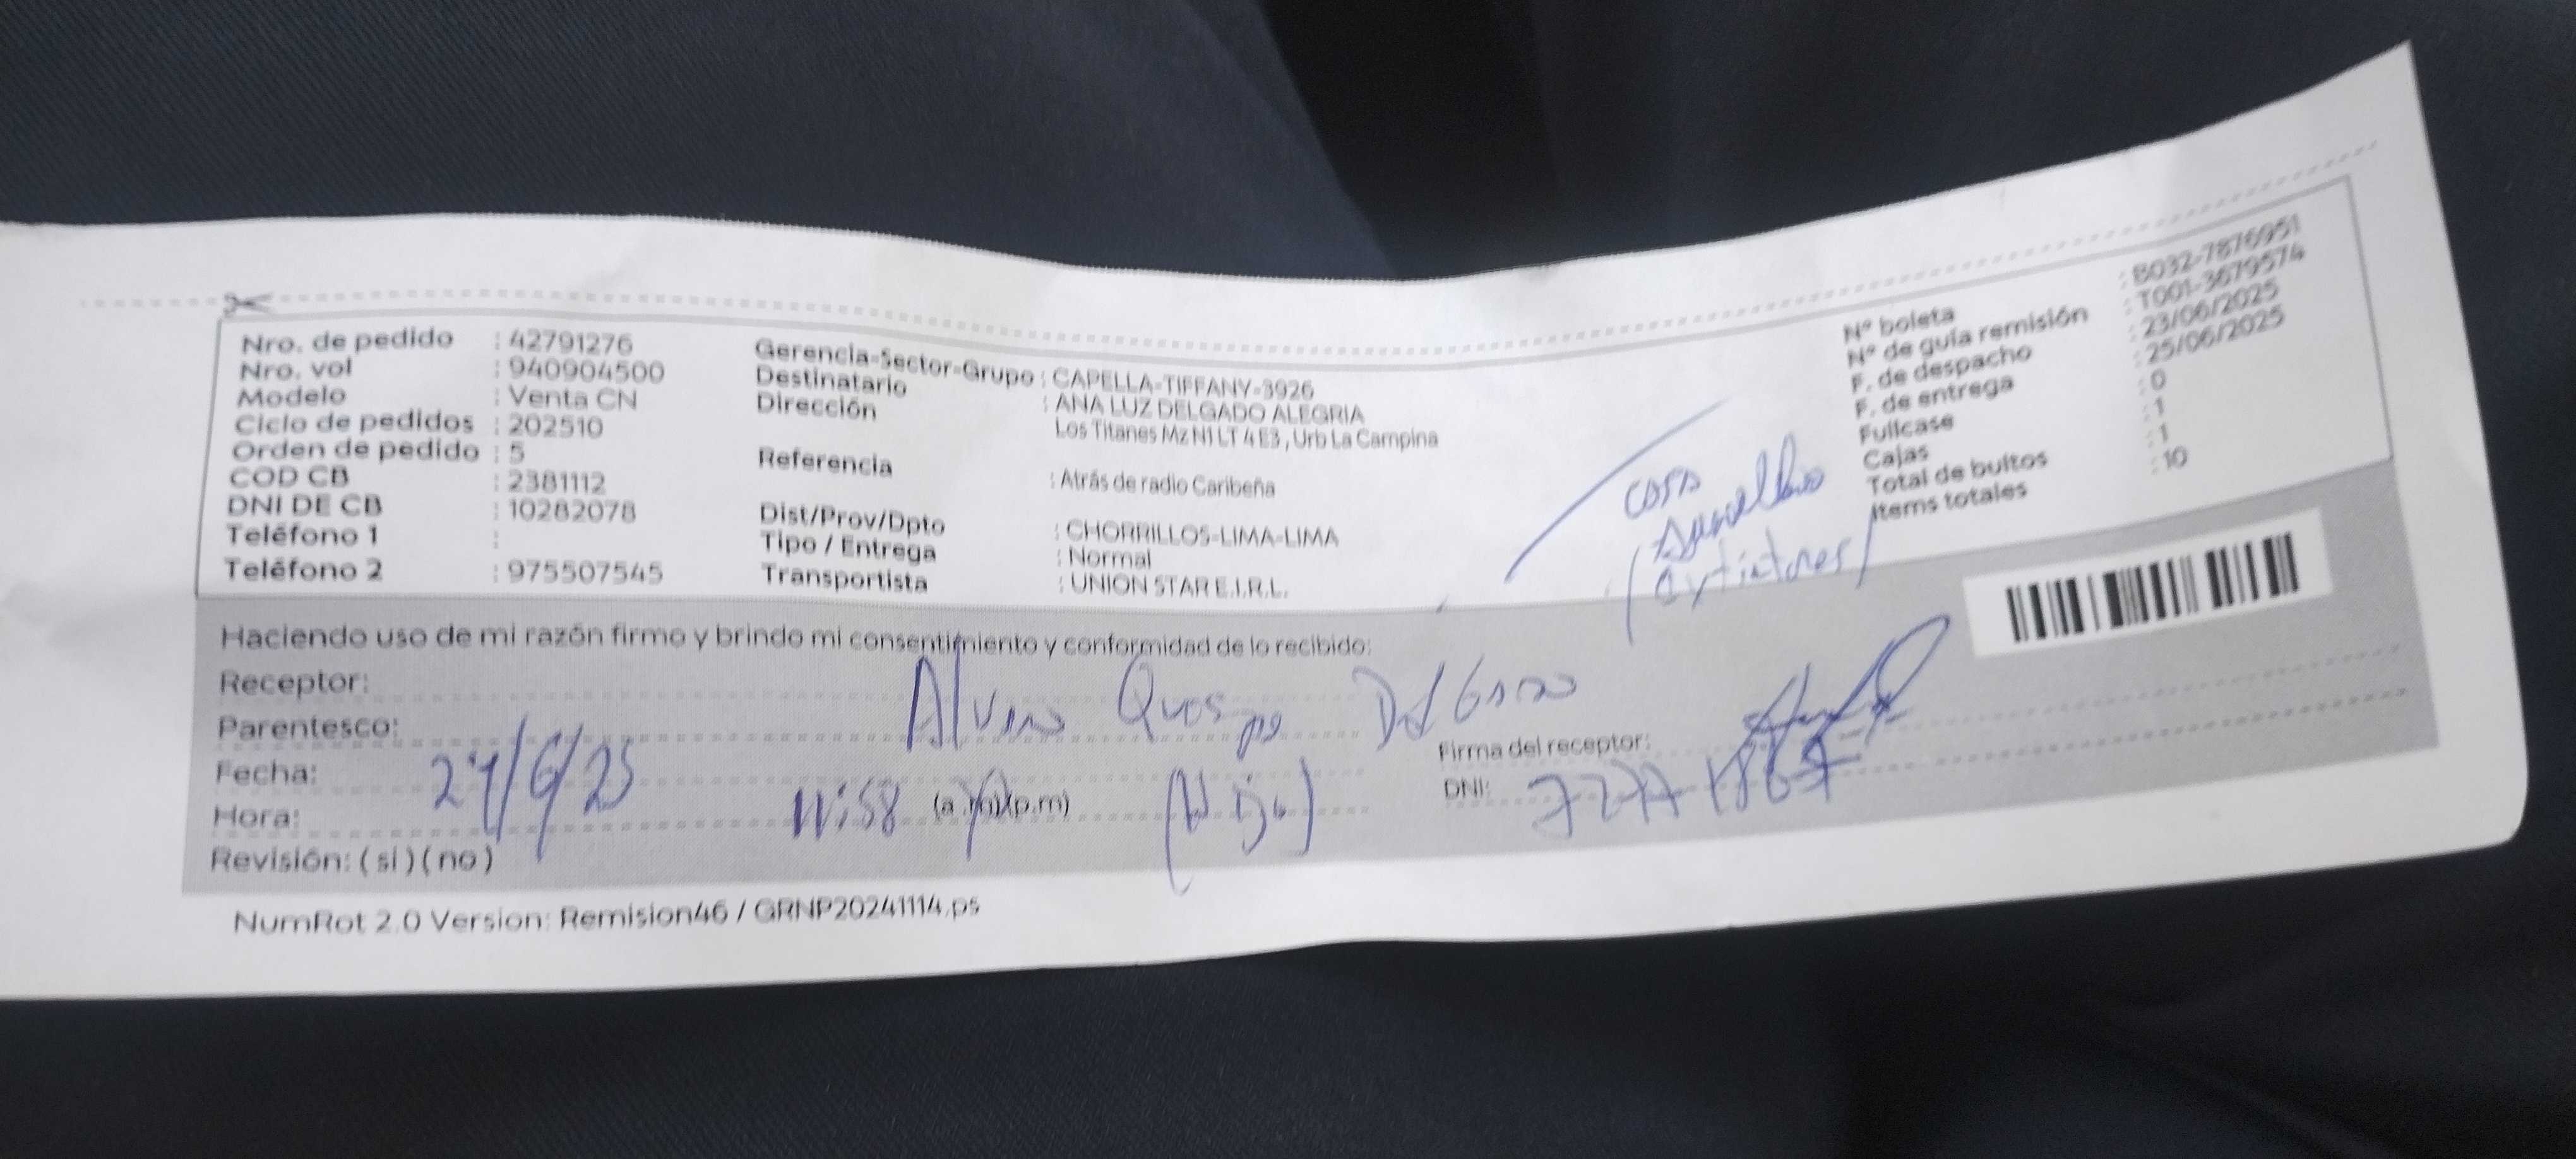 Nro. de pedido : 42791276
Nro. vol : 940904500
Modelo : Venta CN
Ciclo de pedidos : 202510
Orden de pedido : 5
COD CB : 2381112
DNI DE CB : 10282078
Teléfono 1 :
Teléfono 2 : 975507545
Gerencia-Sector-Grupo : CAPELLA-TIFFANY-3926
Destinatario : ANA LUZ DELGADO ALEGRIA
Dirección Los Titanes Mz N1 LT 4 E3 , Urb La Campina
Referencia : Atrás de radio Caribeña
Dist/Prov/Dpto : CHORRILLOS-LIMA-LIMA
Tipo / Entrega : Normal
Transportista : UNION STAR E.I.R.L.
N° boleta : B032-7876951
N° de guía remisión : T001-3679574
F. de despacho : 23/06/2025
F. de entrega : 25/06/2025
Fullcase : 0
Cajas : 1
Total de bultos : 1
Items totales : 10
casa
(extintores)
Haciendo uso de mi razón firmo y brindo mi consentimiento y conformidad de lo recibido:
Receptor:
Parentesco:
Fecha:
Hora:
Revisión: ( si ) ( no )
11:58 (a.m)(p.m)
(Hijo)
Firma del receptor:
DNI:
NumRot 2.0 Version: Remision46 / GRNP20241114.ps